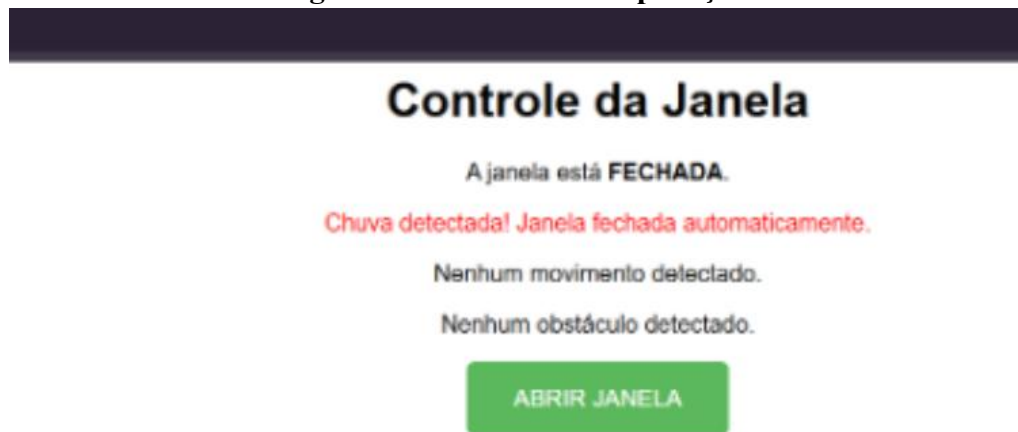 Controle da Janela
A janela está FECHADA.
Chuva detectada! Janela fechada automaticamente.
Nenhum movimento detectado.
Nenhum obstáculo detectado.
ABRIR JANELA